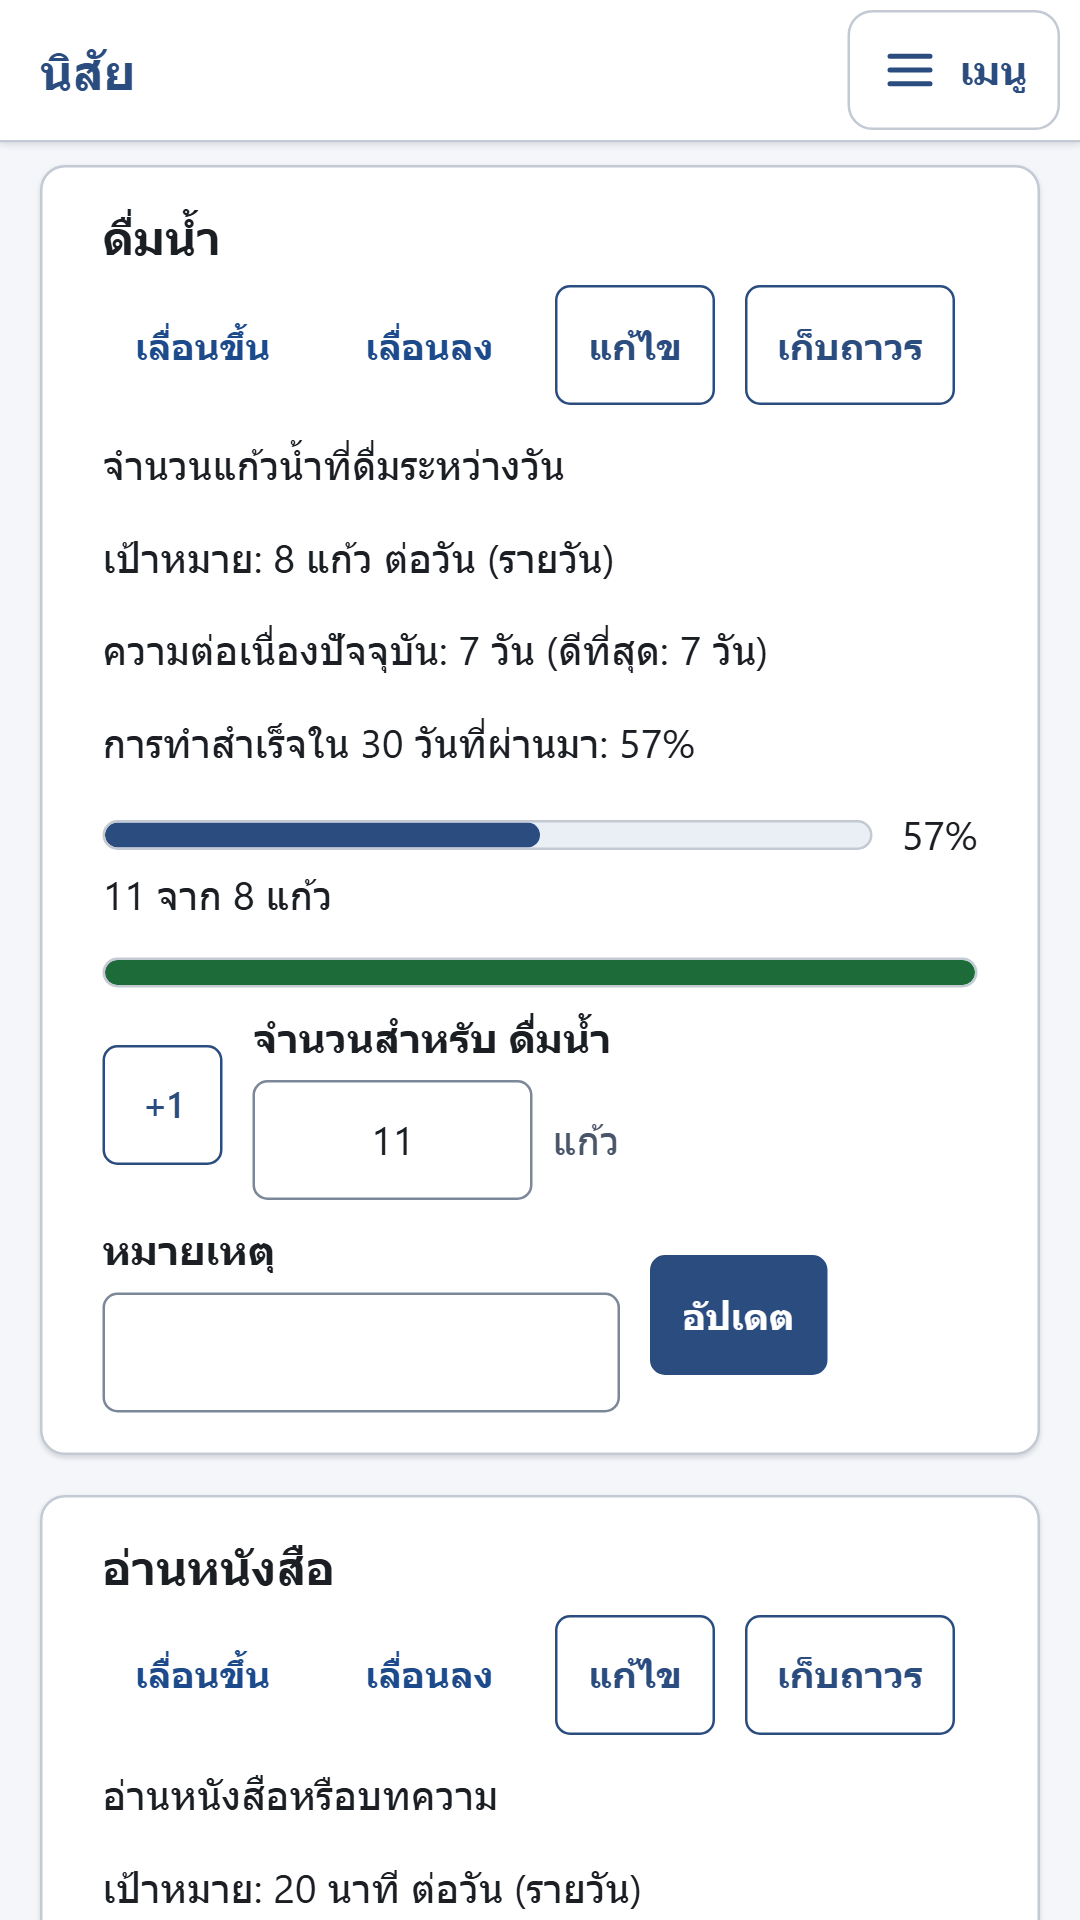 นิสัย
เมนู
ดื่มน้ำ
เลื่อนขึ้น เลื่อนลง แก้ไข เก็บถาวร
จำนวนแก้วน้ำที่ดื่มระหว่างวัน
เป้าหมาย: 8 แก้ว ต่อวัน (รายวัน)
ความต่อเนื่องปัจจุบัน: 7 วัน (ดีที่สุด: 7 วัน)
การทำสำเร็จใน 30 วันที่ผ่านมา: 57%
57%
11 จาก 8 แก้ว
จำนวนสำหรับ ดื่มน้ำ
+1 11 แก้ว
หมายเหตุ
อัปเดต
อ่านหนังสือ
เลื่อนขึ้น เลื่อนลง แก้ไข เก็บถาวร
อ่านหนังสือหรือบทความ
เป้าหมาย: 20 นาที ต่อวัน (รายวัน)